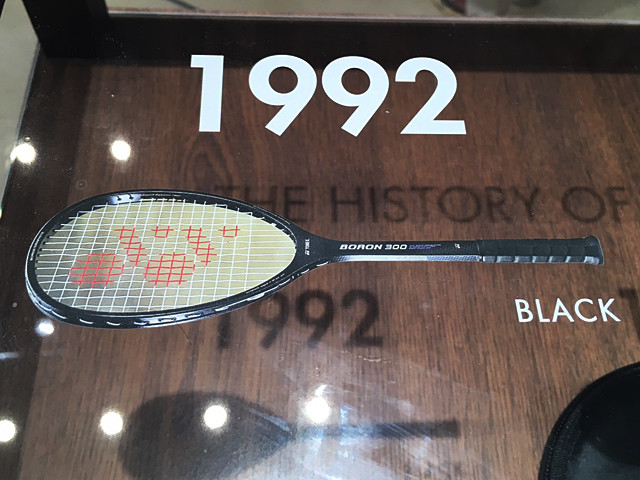 1992
THE HISTORY OF
BORON 300
1992
BLACK